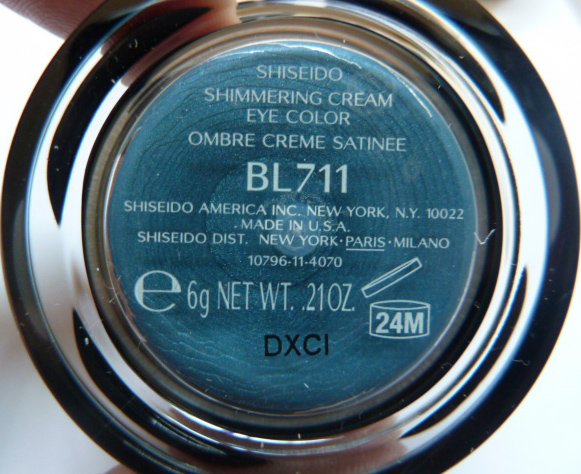 SHISEIDO
SHIMMERING CREAM
EYE COLOR
OMBRE CREME SATINEE
BL711
SHISEIDO AMERICA INC. NEW YORK, N.Y. 10022
. MADE IN U.S.A.
SHISEIDO DIST. NEW YORK·PARIS·MILANO
10796-11-4070
e 6g NET WT. .21OZ.
24M
DXCI